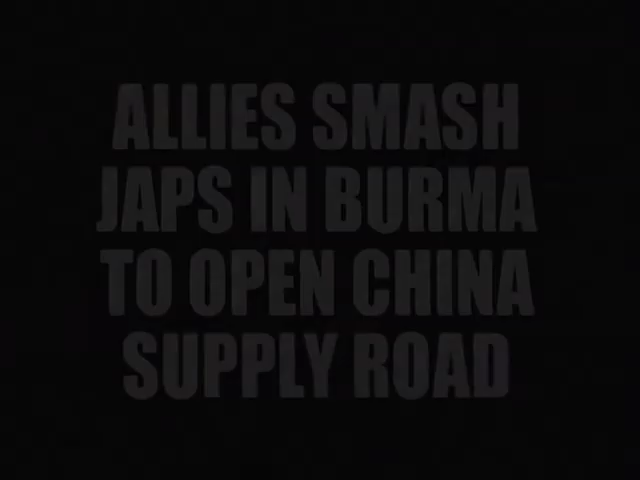 ALLIES SMASH
JAPS IN BURMA
TO OPEN CHINA
SUPPLY ROAD